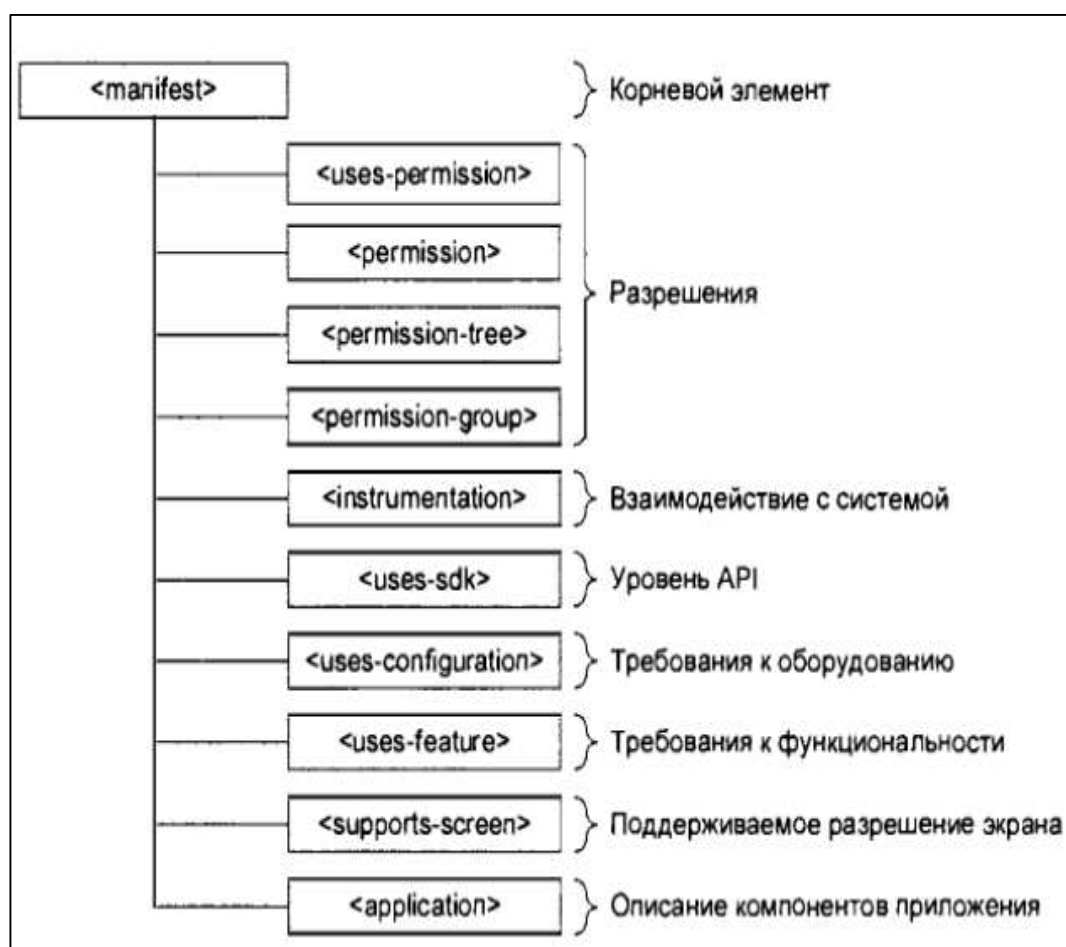 <manifest> Корневой элемент
<uses-permission>
<permission>
Разрешения
<permission-tree>
<permission-group>
<instrumentation> Взаимодействие с системой
<uses-sdk> Уровень API
<uses-configuration> Требования к оборудованию
<uses-feature> Требования к функциональности
<supports-screen> Поддерживаемое разрешение экрана
<application> Описание компонентов приложения